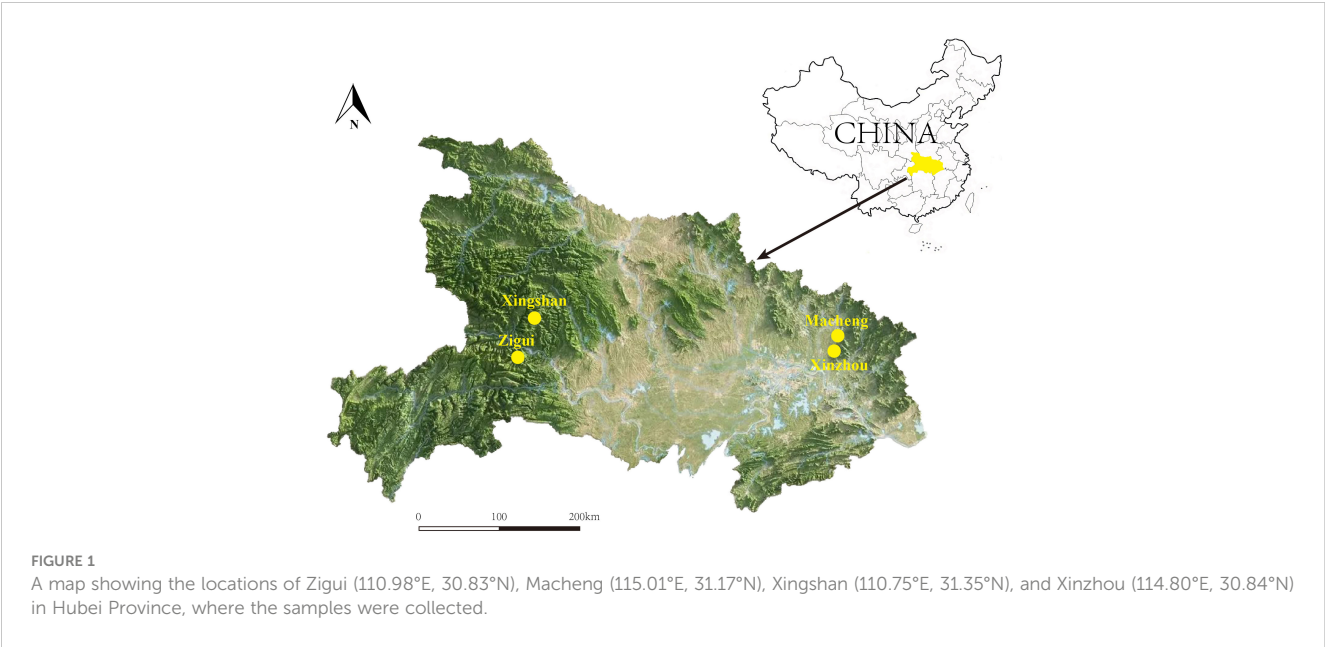 CHINA
N
Xingshan
Zigui
Macheng
Xinzhou
0 100 200km
FIGURE 1
A map showing the locations of Zigui (110.98°E, 30.83°N), Macheng (115.01°E, 31.17°N), Xingshan (110.75°E, 31.35°N), and Xinzhou (114.80°E, 30.84°N)
in Hubei Province, where the samples were collected.